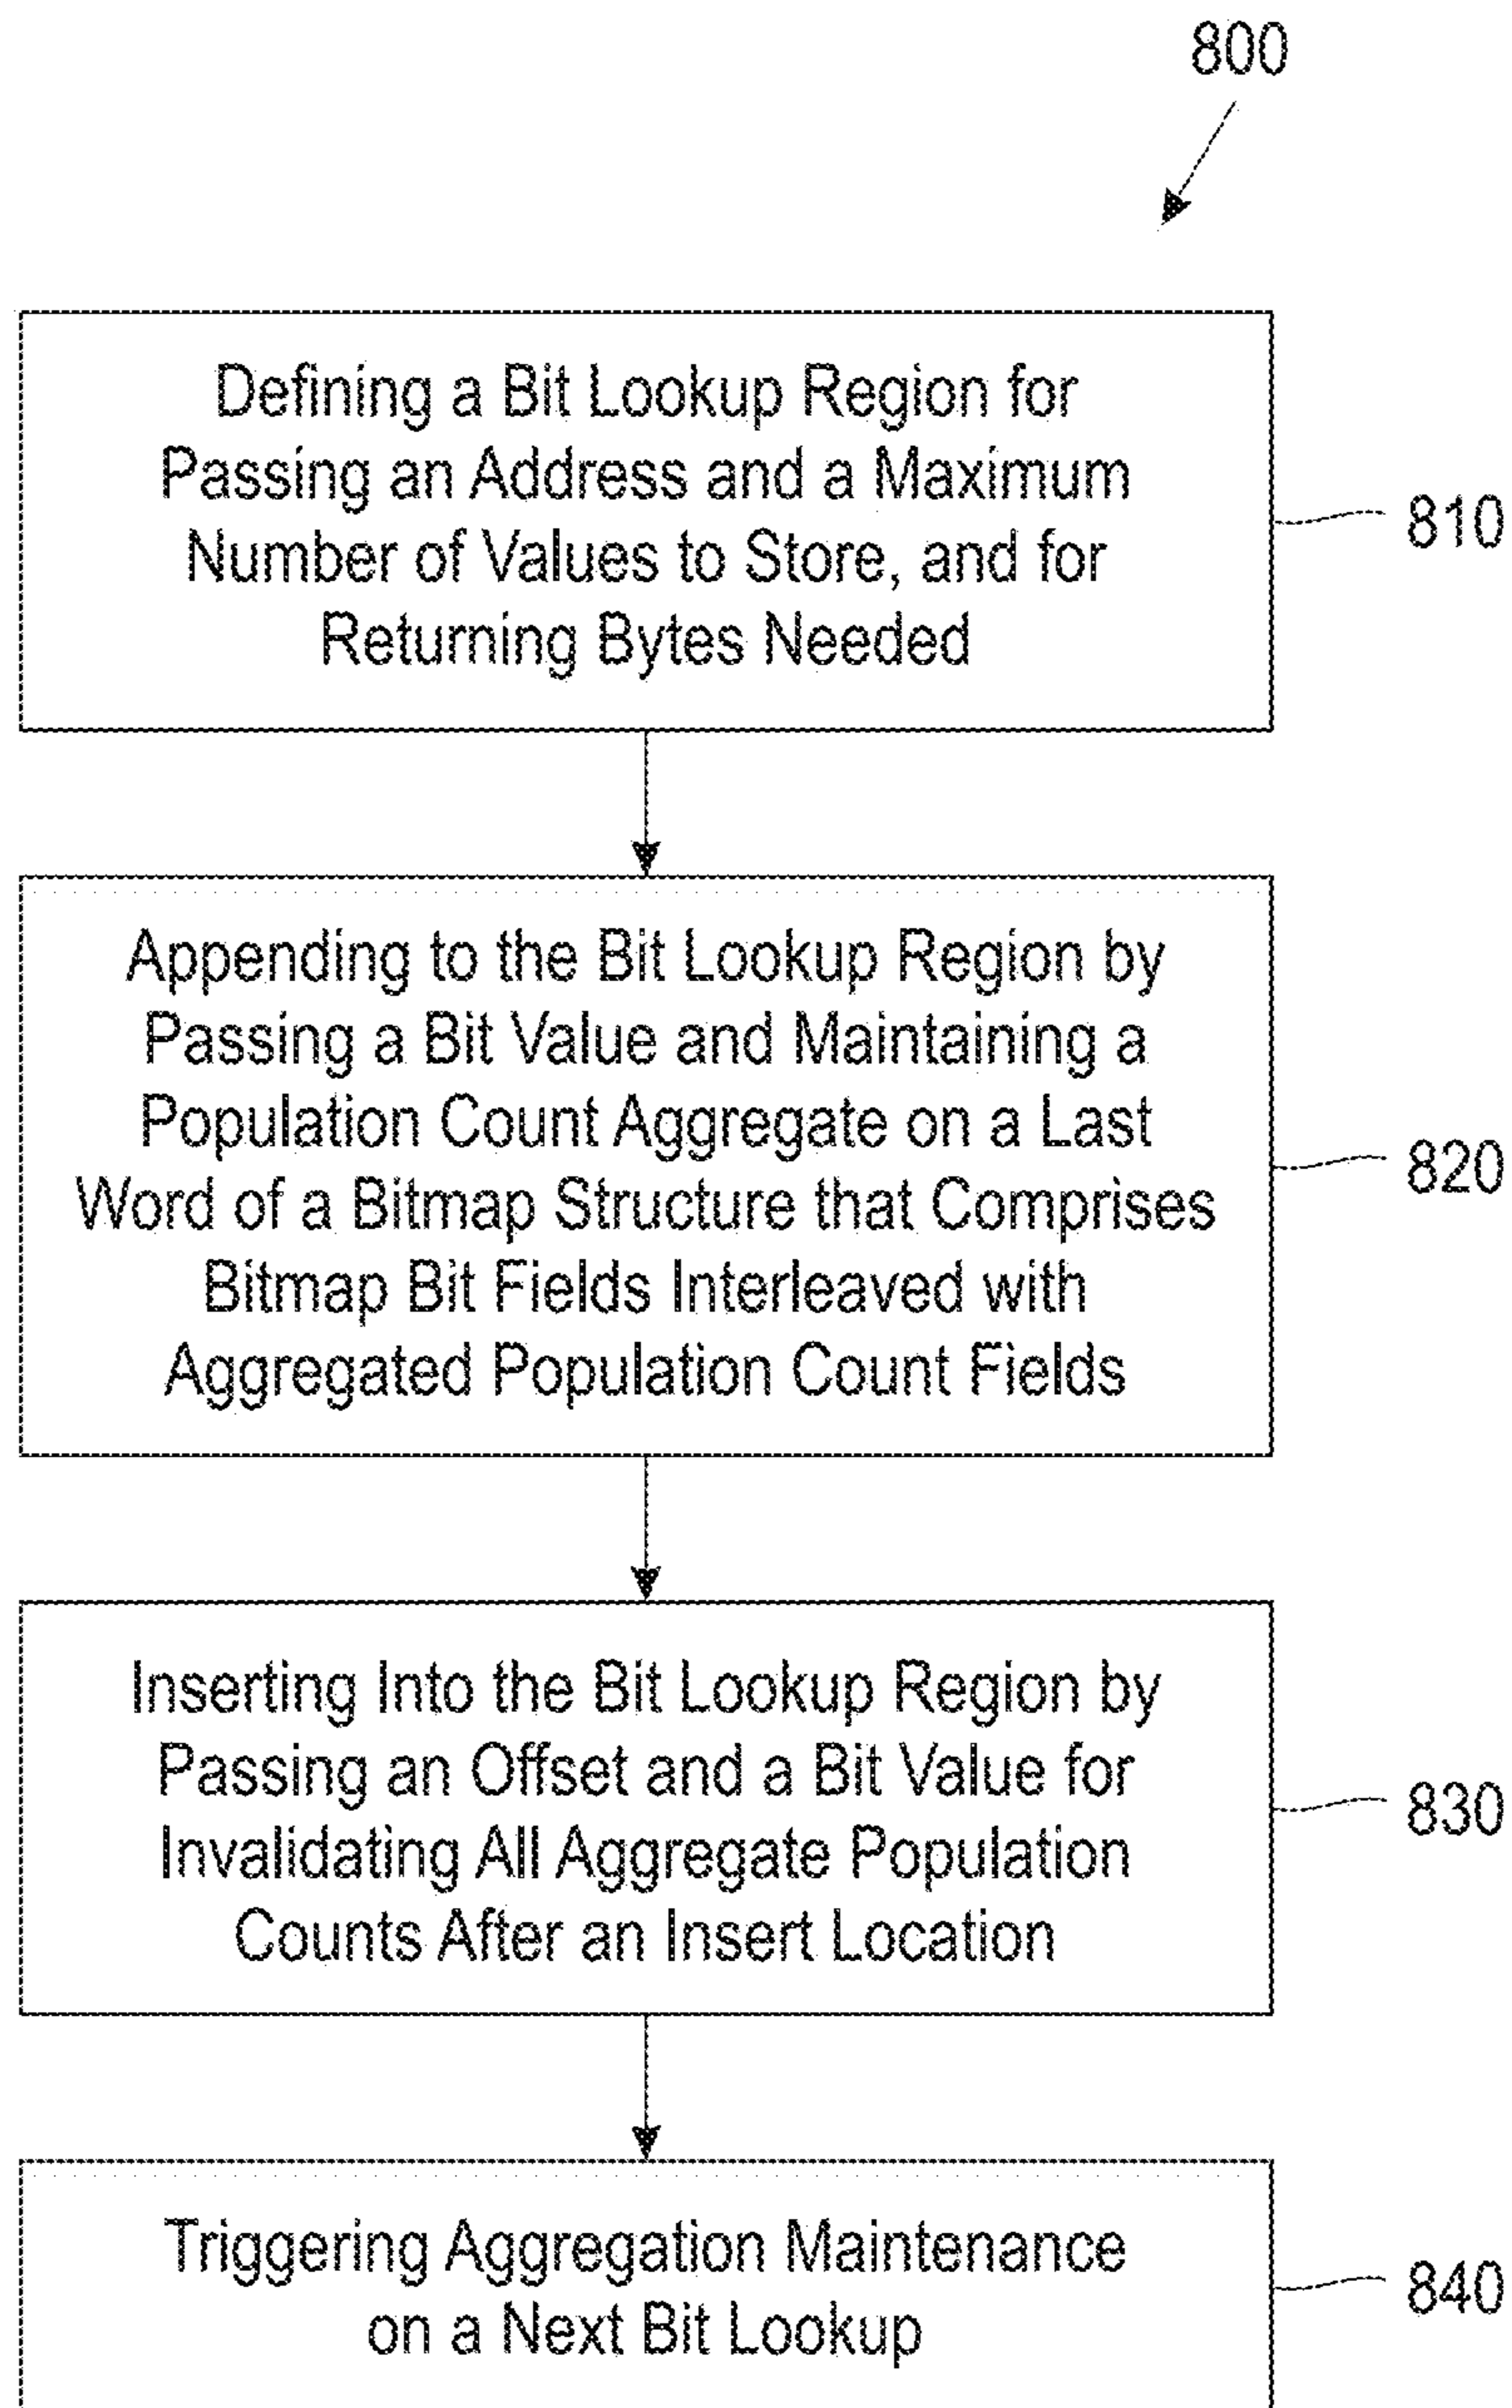 800
Defining a Bit Lookup Region for
Passing an Address and a Maximum
Number of Values to Store, and for
Returning Bytes Needed
810
Appending to the Bit Lookup Region by
Passing a Bit Value and Maintaining a
Population Count Aggregate on a Last
Word of a Bitmap Structure that Comprises
Bitmap Bit Fields Interleaved with
Aggregated Population Count Fields
820
Inserting Into the Bit Lookup Region by
Passing an Offset and a Bit Value for
Invalidating All Aggregate Population
Counts After an Insert Location
830
Triggering Aggregation Maintenance
on a Next Bit Lookup
840